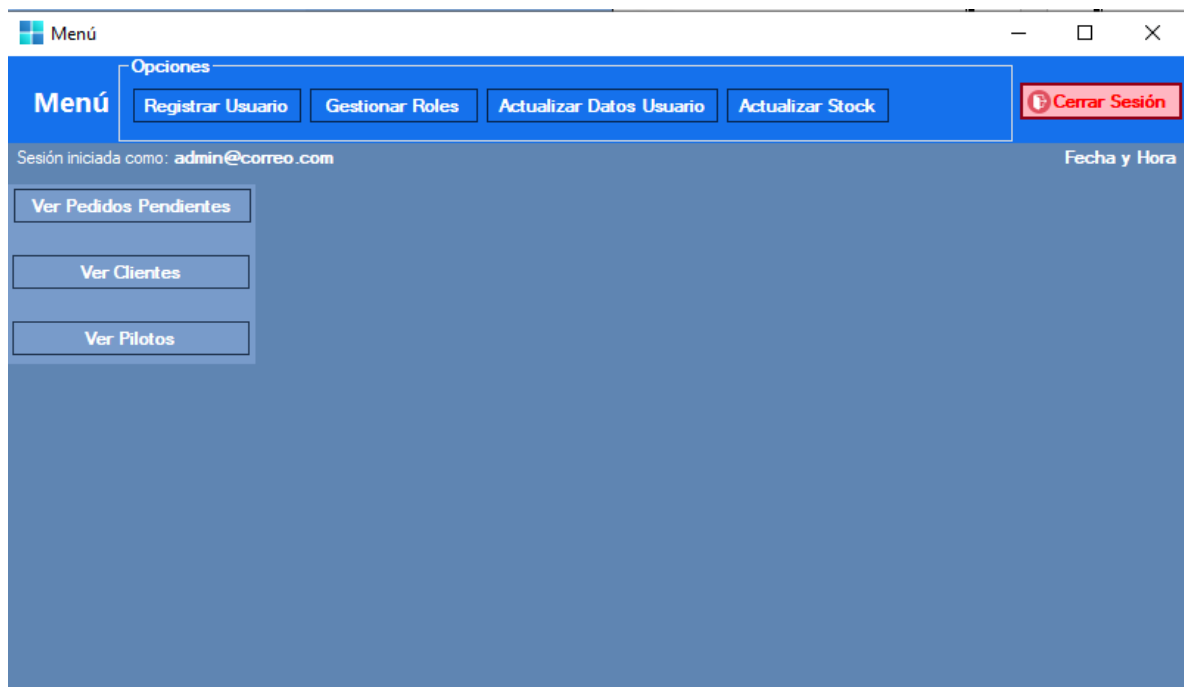 Menú
Opciones
Menú
Registrar Usuario
Gestionar Roles
Actualizar Datos Usuario
Actualizar Stock
Cerrar Sesión
Sesión iniciada como: admin@correo.com
Fecha y Hora
Ver Pedidos Pendientes
Ver Clientes
Ver Pilotos